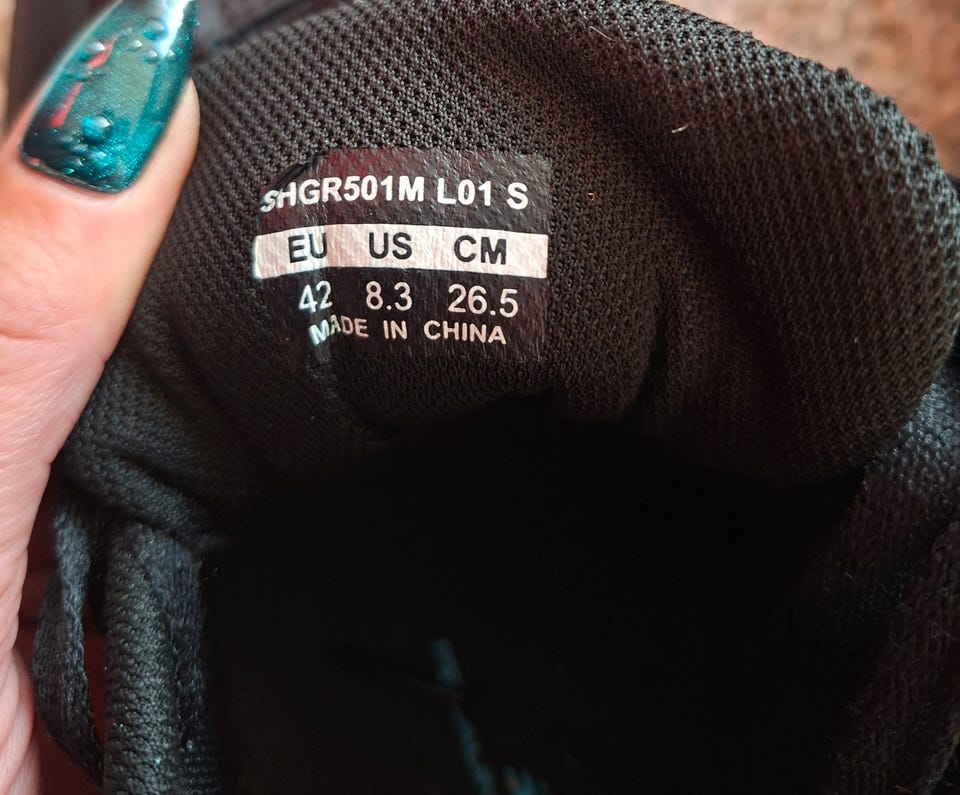 SHGR501M L01 S
EU US CM
42 8.3 26.5
MADE IN CHINA